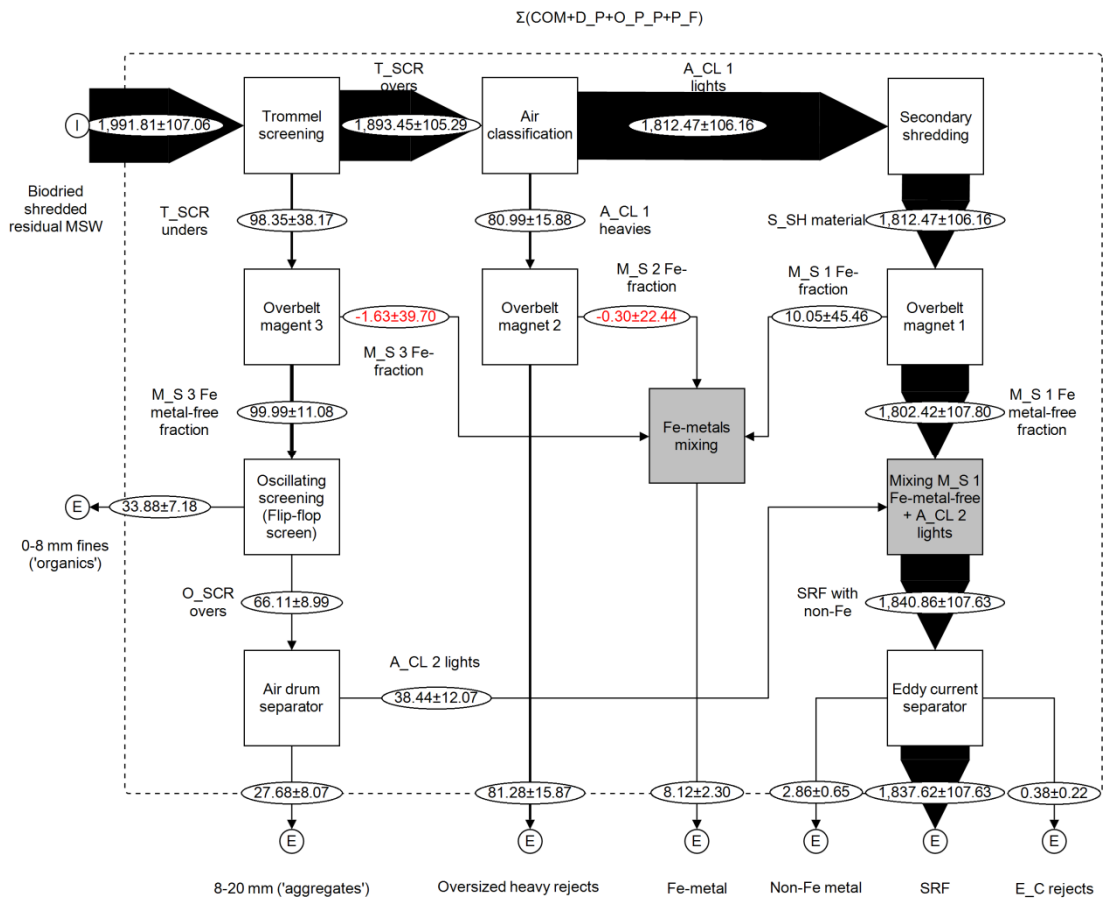 Σ(COM+D_P+O_P_P+P_F)
T_SCR
overs
A_CL 1
lights
I
1,991.81±107.06
Trommel
screening
1,893.45±105.29
Air
classification
1,812.47±106.16
Secondary
shredding
Biodried
shredded
residual MSW
T_SCR
unders
98.35±38.17
80.99±15.88
A_CL 1
heavies
S_SH material
1,812.47±106.16
Overbelt
magent 3
-1.63±39.70
M_S 3 Fe-
fraction
Overbelt
magnet 2
M_S 2 Fe-
fraction
-0.30±22.44
M_S 1 Fe-
fraction
10.05±45.46
Overbelt
magnet 1
M_S 3 Fe
metal-free
fraction
99.99±11.08
Fe-metals
mixing
1,802.42±107.80
M_S 1 Fe
metal-free
fraction
E
33.88±7.18
0-8 mm fines
('organics')
Oscillating
screening
(Flip-flop
screen)
Mixing M_S 1
Fe-metal-free
+ A_CL 2
lights
O_SCR
overs
66.11±8.99
SRF with
non-Fe
1,840.86±107.63
Air drum
separator
A_CL 2 lights
38.44±12.07
Eddy current
separator
27.68±8.07
81.28±15.87
8.12±2.30
2.86±0.65
1,837.62±107.63
0.38±0.22
E
E
E
E
E
E
8-20 mm ('aggregates')
Oversized heavy rejects
Fe-metal
Non-Fe metal
SRF
E_C rejects